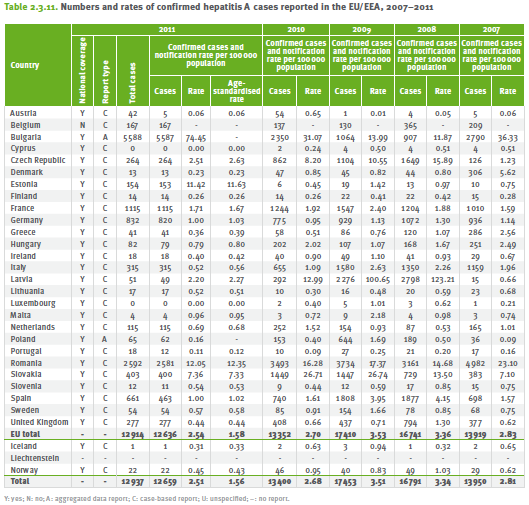 Table 2.3.11. Numbers and rates of confirmed hepatitis A cases reported in the EU/EEA, 2007–2011
Country National coverage Report type Total cases 2011 2010 2009 2008 2007
Confirmed cases and notification rate per 100 000 population Confirmed cases and notification rate per 100 000 population Confirmed cases and notification rate per 100 000 population Confirmed cases and notification rate per 100 000 population Confirmed cases and notification rate per 100 000 population
Cases Rate Age-standardised rate Cases Rate Cases Rate Cases Rate Cases Rate
Austria Y C 42 5 0.06 0.06 54 0.65 1 0.01 4 0.05 5 0.06
Belgium N C 167 167 - - 137 - 130 - 365 - 209 -
Bulgaria Y A 5588 5587 74.45 - 2350 31.07 1064 13.99 907 11.87 2790 36.33
Cyprus Y C 0 0 0.00 0.00 2 0.24 4 0.50 4 0.51 4 0.51
Czech Republic Y C 264 264 2.51 2.63 862 8.20 1104 10.55 1649 15.89 126 1.23
Denmark Y C 13 13 0.23 0.23 47 0.85 45 0.82 44 0.80 306 5.62
Estonia Y C 154 153 11.42 11.63 6 0.45 19 1.42 13 0.97 10 0.75
Finland Y C 14 14 0.26 0.26 14 0.26 22 0.41 22 0.42 15 0.28
France Y C 1115 1115 1.71 1.67 1244 1.92 1547 2.40 1204 1.88 1010 1.59
Germany Y C 832 820 1.00 1.03 775 0.95 929 1.13 1072 1.30 936 1.14
Greece Y C 41 41 0.36 0.39 58 0.51 86 0.76 120 1.07 286 2.56
Hungary Y C 82 79 0.79 0.80 202 2.02 107 1.07 168 1.67 251 2.49
Ireland Y C 18 18 0.40 0.42 40 0.90 49 1.10 41 0.93 29 0.67
Italy Y C 315 315 0.52 0.56 655 1.09 1580 2.63 1350 2.26 1159 1.96
Latvia Y C 51 49 2.20 2.27 292 12.99 2276 100.65 2798 123.21 15 0.66
Lithuania Y C 17 17 0.52 0.51 10 0.30 16 0.48 20 0.59 23 0.68
Luxembourg Y C 0 0 0.00 0.00 2 0.40 5 1.01 3 0.62 1 0.21
Malta Y C 4 4 0.96 0.95 3 0.72 9 2.18 4 0.98 3 0.74
Netherlands Y C 115 115 0.69 0.68 252 1.52 154 0.93 87 0.53 165 1.01
Poland Y A 65 62 0.16 - 153 0.40 644 1.69 189 0.50 36 0.09
Portugal Y C 18 12 0.11 0.12 10 0.09 27 0.25 21 0.20 17 0.16
Romania Y C 2592 2581 12.05 12.35 3493 16.28 3734 17.37 3161 14.68 4982 23.10
Slovakia Y C 403 400 7.36 7.33 1449 26.71 1447 26.74 729 13.50 383 7.10
Slovenia Y C 12 11 0.54 0.53 9 0.44 12 0.59 17 0.85 15 0.75
Spain Y C 661 463 1.00 1.02 740 1.61 1808 3.95 1877 4.15 698 1.57
Sweden Y C 54 54 0.57 0.58 85 0.91 154 1.66 78 0.85 68 0.75
United Kingdom Y C 277 277 0.44 0.44 408 0.66 437 0.71 794 1.30 377 0.62
EU total - - 12914 12636 2.54 1.58 13352 2.70 17410 3.53 16741 3.36 13919 2.83
Iceland Y C 1 1 0.31 0.33 2 0.63 3 0.94 1 0.32 2 0.65
Liechtenstein - - - - - - - - - - - - - -
Norway Y C 22 22 0.45 0.43 46 0.95 40 0.83 49 1.03 29 0.62
Total - - 12937 12659 2.51 1.56 13400 2.68 17453 3.51 16791 3.34 13950 2.81
Y: yes; N: no; A: aggregated data report; C: case-based report; U: unspecified; –: no report.